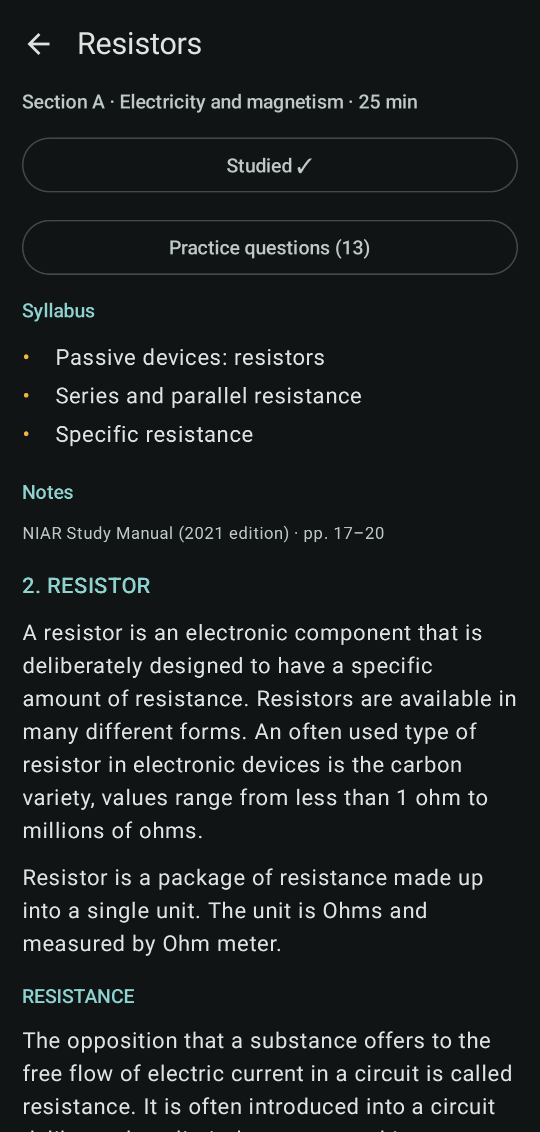 Resistors
Section A · Electricity and magnetism · 25 min
Studied ✓
Practice questions (13)
Syllabus
• Passive devices: resistors
• Series and parallel resistance
• Specific resistance
Notes
NIAR Study Manual (2021 edition) · pp. 17–20
2. RESISTOR
A resistor is an electronic component that is
deliberately designed to have a specific
amount of resistance. Resistors are available in
many different forms. An often used type of
resistor in electronic devices is the carbon
variety, values range from less than 1 ohm to
millions of ohms.
Resistor is a package of resistance made up
into a single unit. The unit is Ohms and
measured by Ohm meter.
RESISTANCE
The opposition that a substance offers to the
free flow of electric current in a circuit is called
resistance. It is often introduced into a circuit